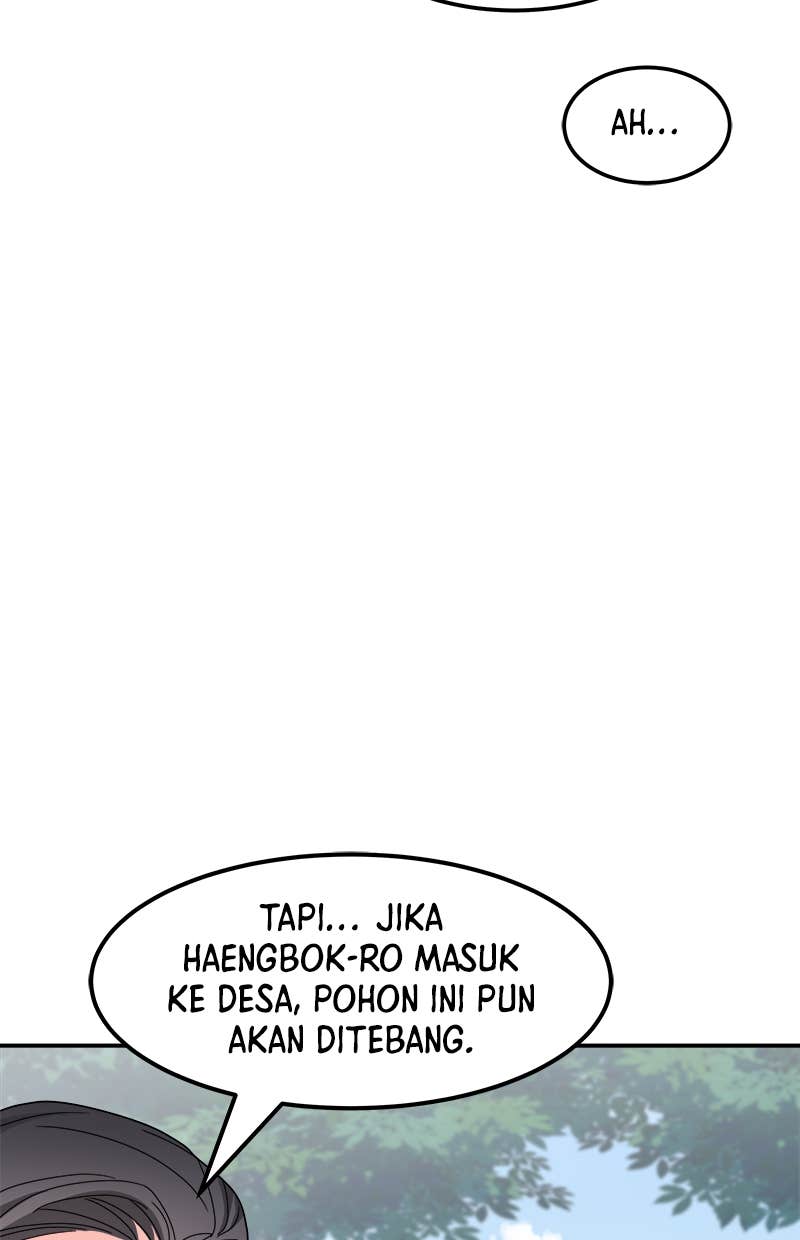 AH...
TAPI... JIKA
HAENGBOK-RO MASUK
KE DESA, POHON INI PUN
AKAN DITEBANG.